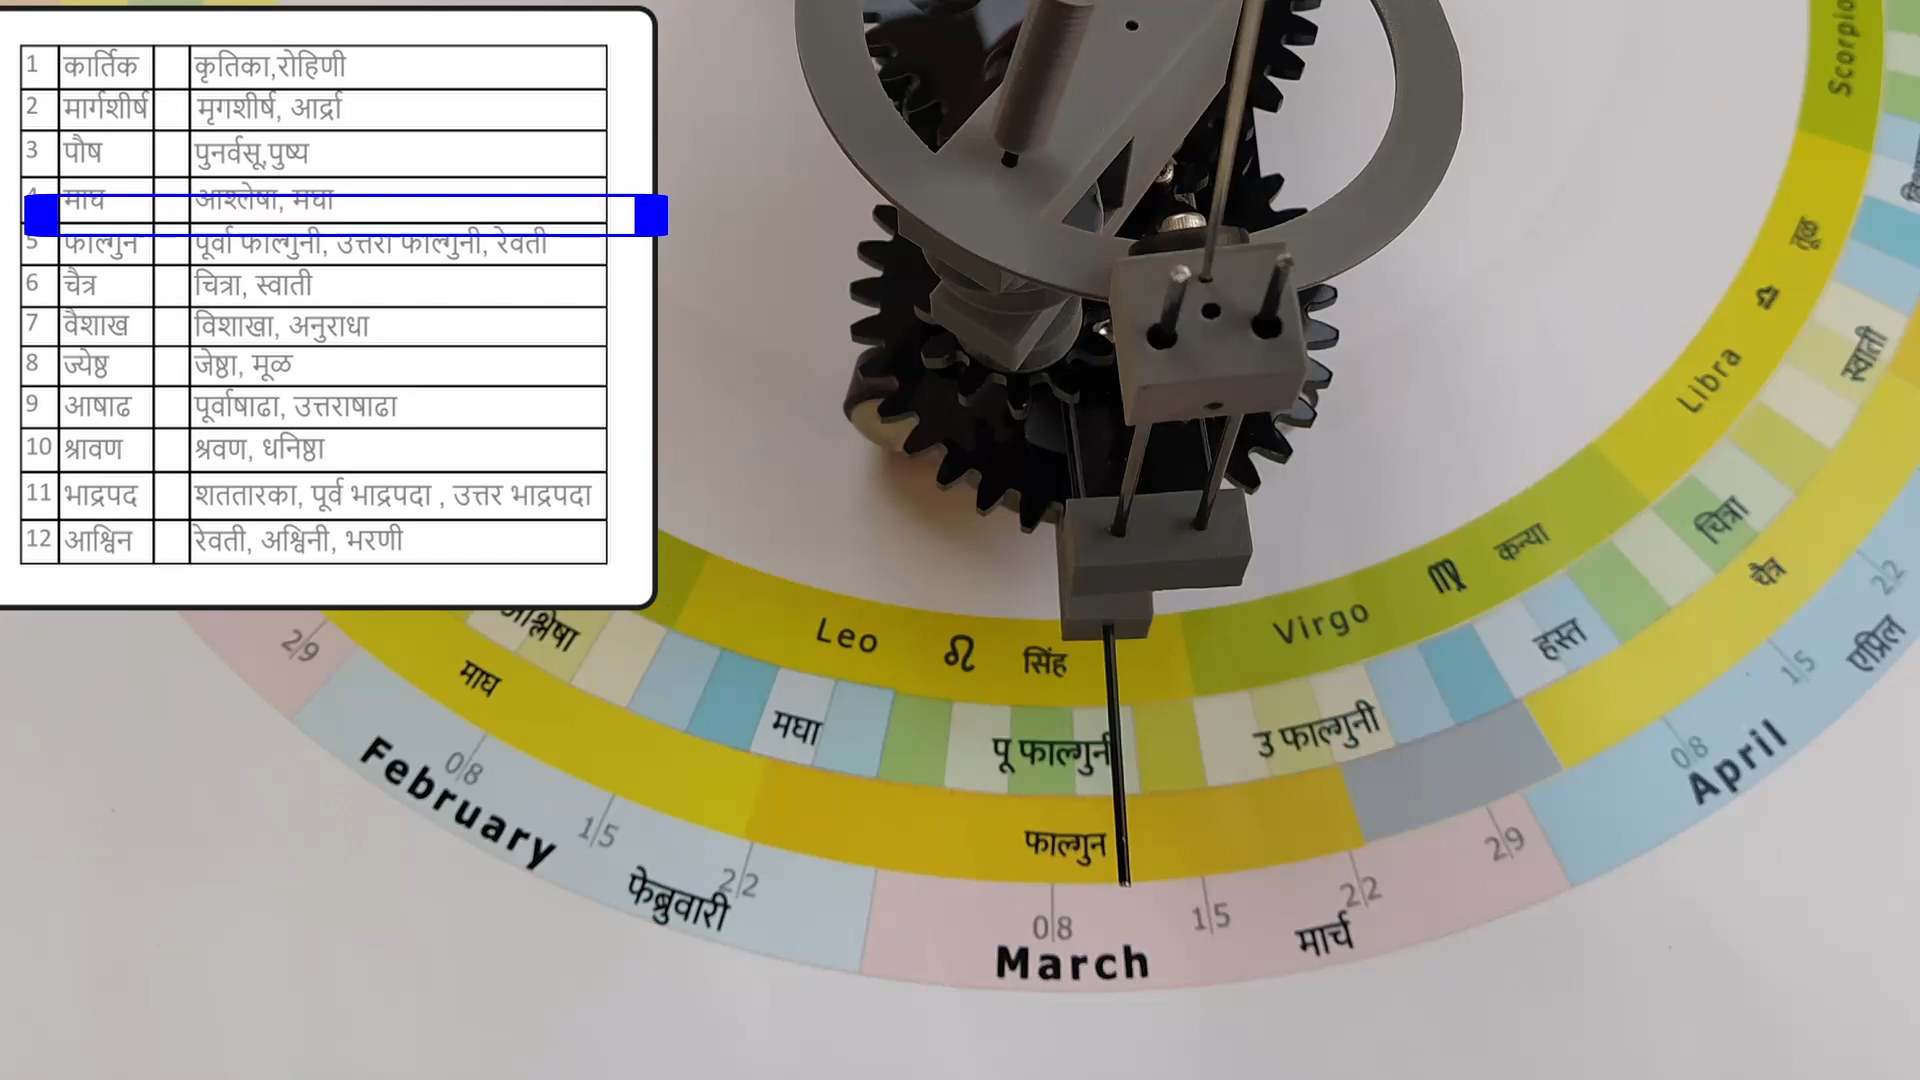 1 कार्तिक कृतिका,रोहिणी
2 मार्गशीर्ष मृगशीर्ष, आर्द्रा
3 पौष पुनर्वसू,पुष्य
4 माघ आश्लेषा, मघा
5 फाल्गुन पूर्वा फाल्गुनी, उत्तरा फाल्गुनी, रेवती
6 चैत्र चित्रा, स्वाती
7 वैशाख विशाखा, अनुराधा
8 ज्येष्ठ जेष्ठा, मूळ
9 आषाढ पूर्वाषाढा, उत्तराषाढा
10 श्रावण श्रवण, धनिष्ठा
11 भाद्रपद शततारका, पूर्व भाद्रपदा , उत्तर भाद्रपदा
12 आश्विन रेवती, अश्विनी, भरणी
Scorpio
तूळ
♎
Libra
Leo ♌ सिंह
Virgo ♍ कन्या
आश्लेषा
मघा
पू फाल्गुनी
उ फाल्गुनी
हस्त
चित्रा
स्वाती
माघ
फाल्गुन
चैत्र
29
08
15
22
08
15
22
29
08
15
22
February
फेब्रुवारी
March
मार्च
April
एप्रिल